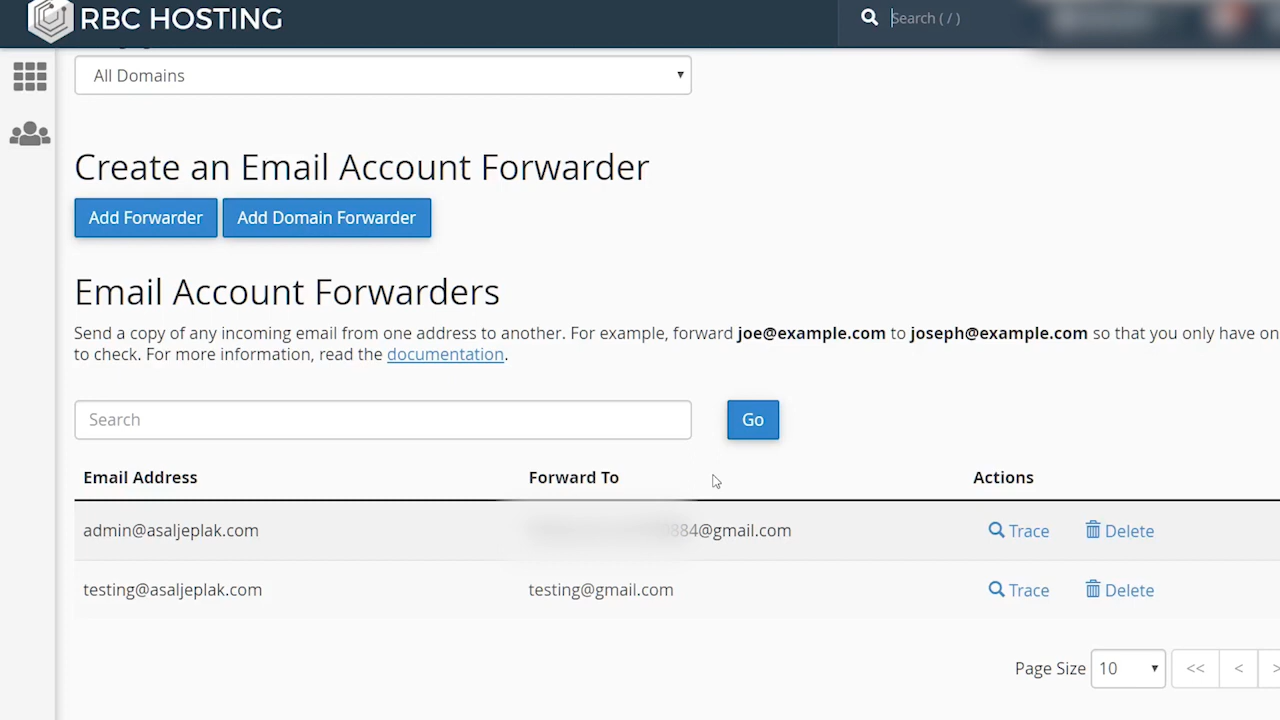 RBC HOSTING
Search ( / )
All Domains
Create an Email Account Forwarder
Add Forwarder
Add Domain Forwarder
Email Account Forwarders
Send a copy of any incoming email from one address to another. For example, forward joe@example.com to joseph@example.com so that you only have on
to check. For more information, read the documentation.
Search
Go
Email Address Forward To Actions
admin@asaljeplak.com 884@gmail.com Trace Delete
testing@asaljeplak.com testing@gmail.com Trace Delete
Page Size 10 << < >